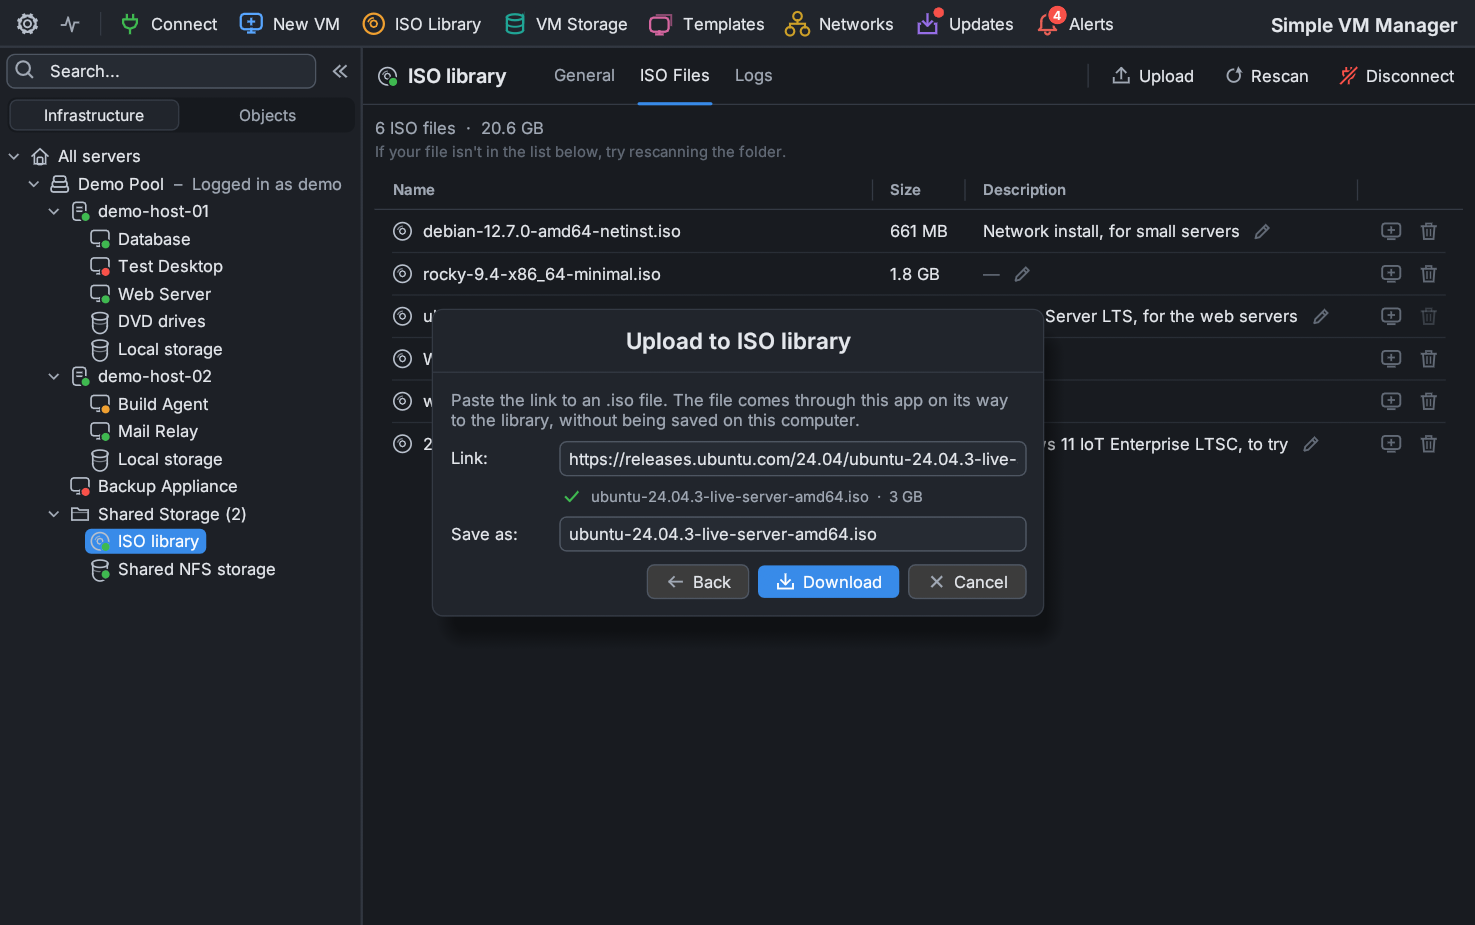 Connect New VM ISO Library VM Storage Templates Networks Updates 4 Alerts Simple VM Manager
Search...
Infrastructure Objects
All servers
Demo Pool – Logged in as demo
demo-host-01
Database
Test Desktop
Web Server
DVD drives
Local storage
demo-host-02
Build Agent
Mail Relay
Local storage
Backup Appliance
Shared Storage (2)
ISO library
Shared NFS storage
ISO library General ISO Files Logs Upload Rescan Disconnect
6 ISO files · 20.6 GB
If your file isn't in the list below, try rescanning the folder.
Name Size Description
debian-12.7.0-amd64-netinst.iso 661 MB Network install, for small servers
rocky-9.4-x86_64-minimal.iso 1.8 GB —
Server LTS, for the web servers
W
w
2 11 IoT Enterprise LTSC, to try
Upload to ISO library
Paste the link to an .iso file. The file comes through this app on its way
to the library, without being saved on this computer.
Link: https://releases.ubuntu.com/24.04/ubuntu-24.04.3-live-
ubuntu-24.04.3-live-server-amd64.iso · 3 GB
Save as: ubuntu-24.04.3-live-server-amd64.iso
Back Download Cancel